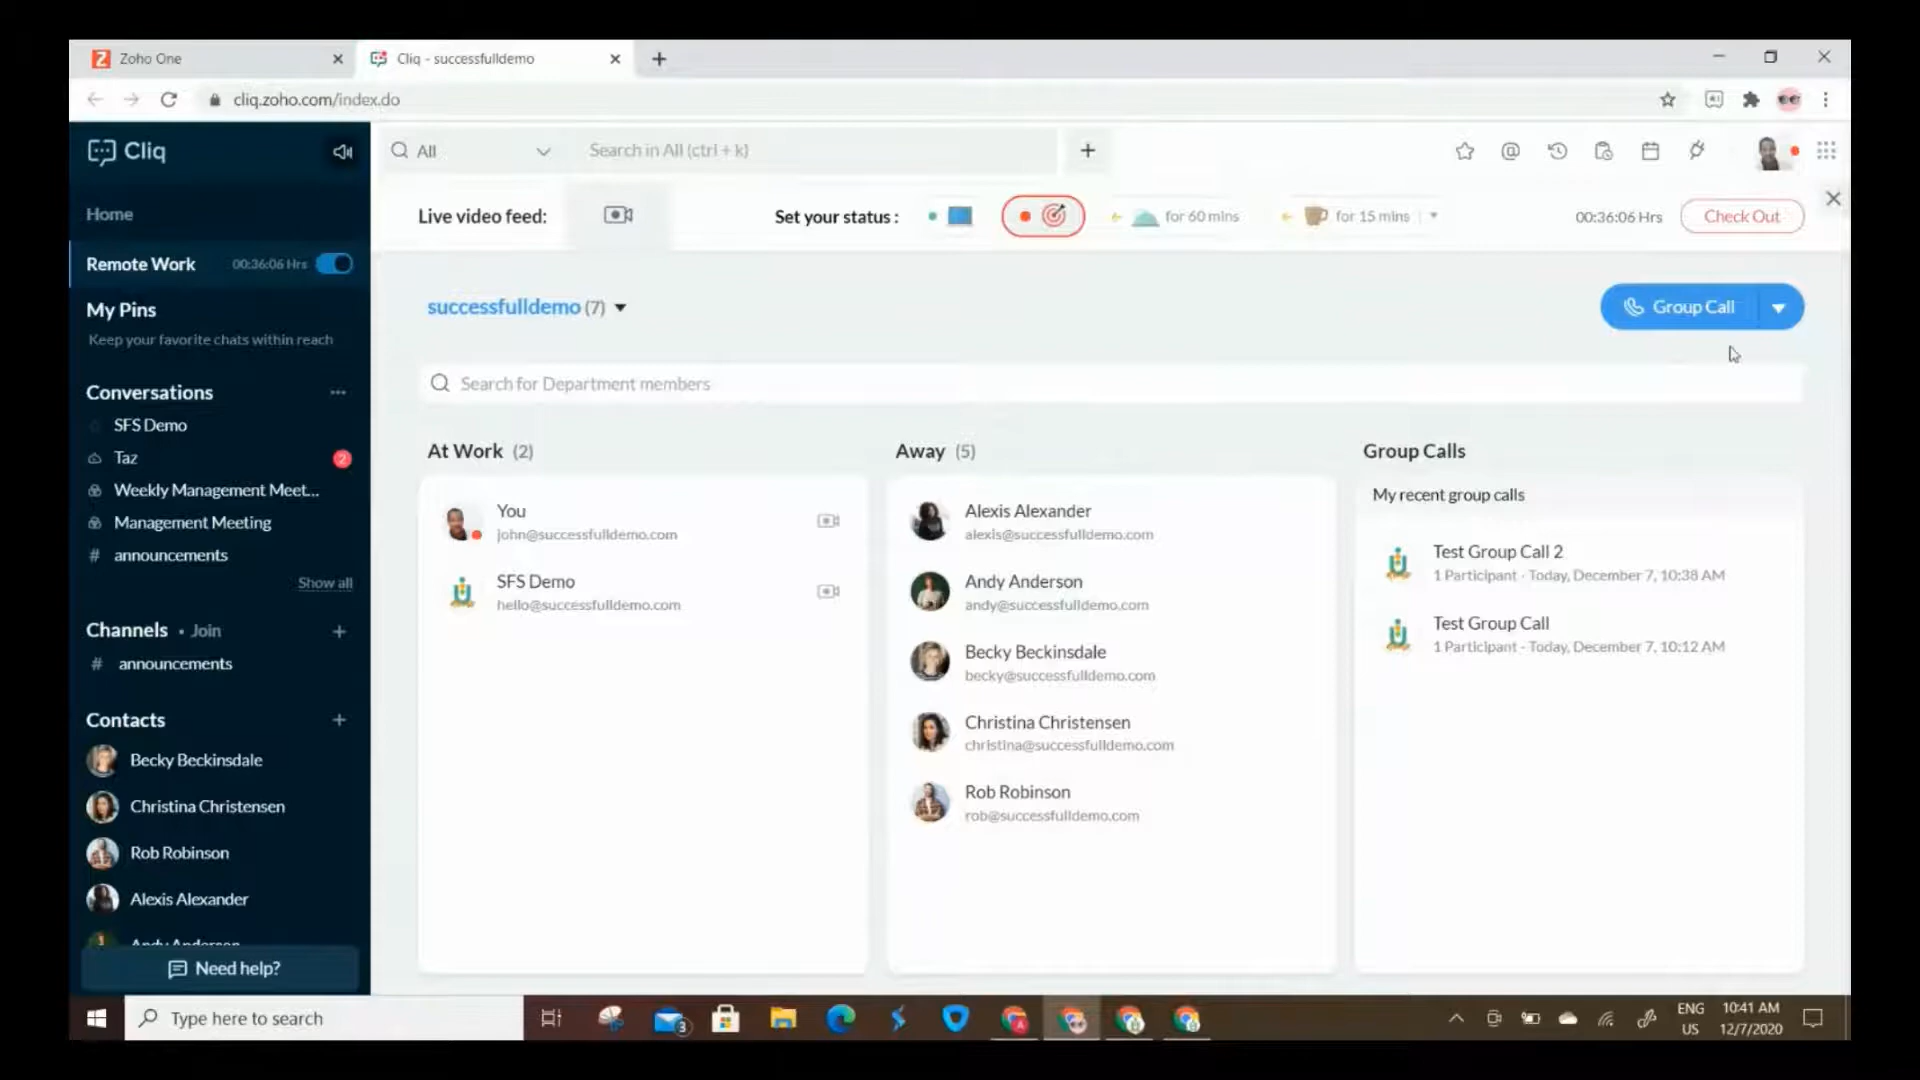 Zoho One
Cliq - successfulldemo
cliq.zoho.com/index.do
Cliq
All
Search in All (ctrl + k)
Home
Live video feed:
Set your status :
for 60 mins
for 15 mins
00:36:06 Hrs
Check Out
Remote Work
00:36:06 Hrs
My Pins
Keep your favorite chats within reach
successfulldemo (7)
Group Call
Search for Department members
Conversations
SFS Demo
Taz
2
Weekly Management Meet...
Management Meeting
# announcements
Show all
Channels • Join
# announcements
Contacts
Becky Beckinsdale
Christina Christensen
Rob Robinson
Alexis Alexander
Andy Anderson
Need help?
At Work (2)
You
john@successfulldemo.com
SFS Demo
hello@successfulldemo.com
Away (5)
Alexis Alexander
alexis@successfulldemo.com
Andy Anderson
andy@successfulldemo.com
Becky Beckinsdale
becky@successfulldemo.com
Christina Christensen
christina@successfulldemo.com
Rob Robinson
rob@successfulldemo.com
Group Calls
My recent group calls
Test Group Call 2
1 Participant - Today, December 7, 10:38 AM
Test Group Call
1 Participant - Today, December 7, 10:12 AM
Type here to search
3
ENG
US
10:41 AM
12/7/2020